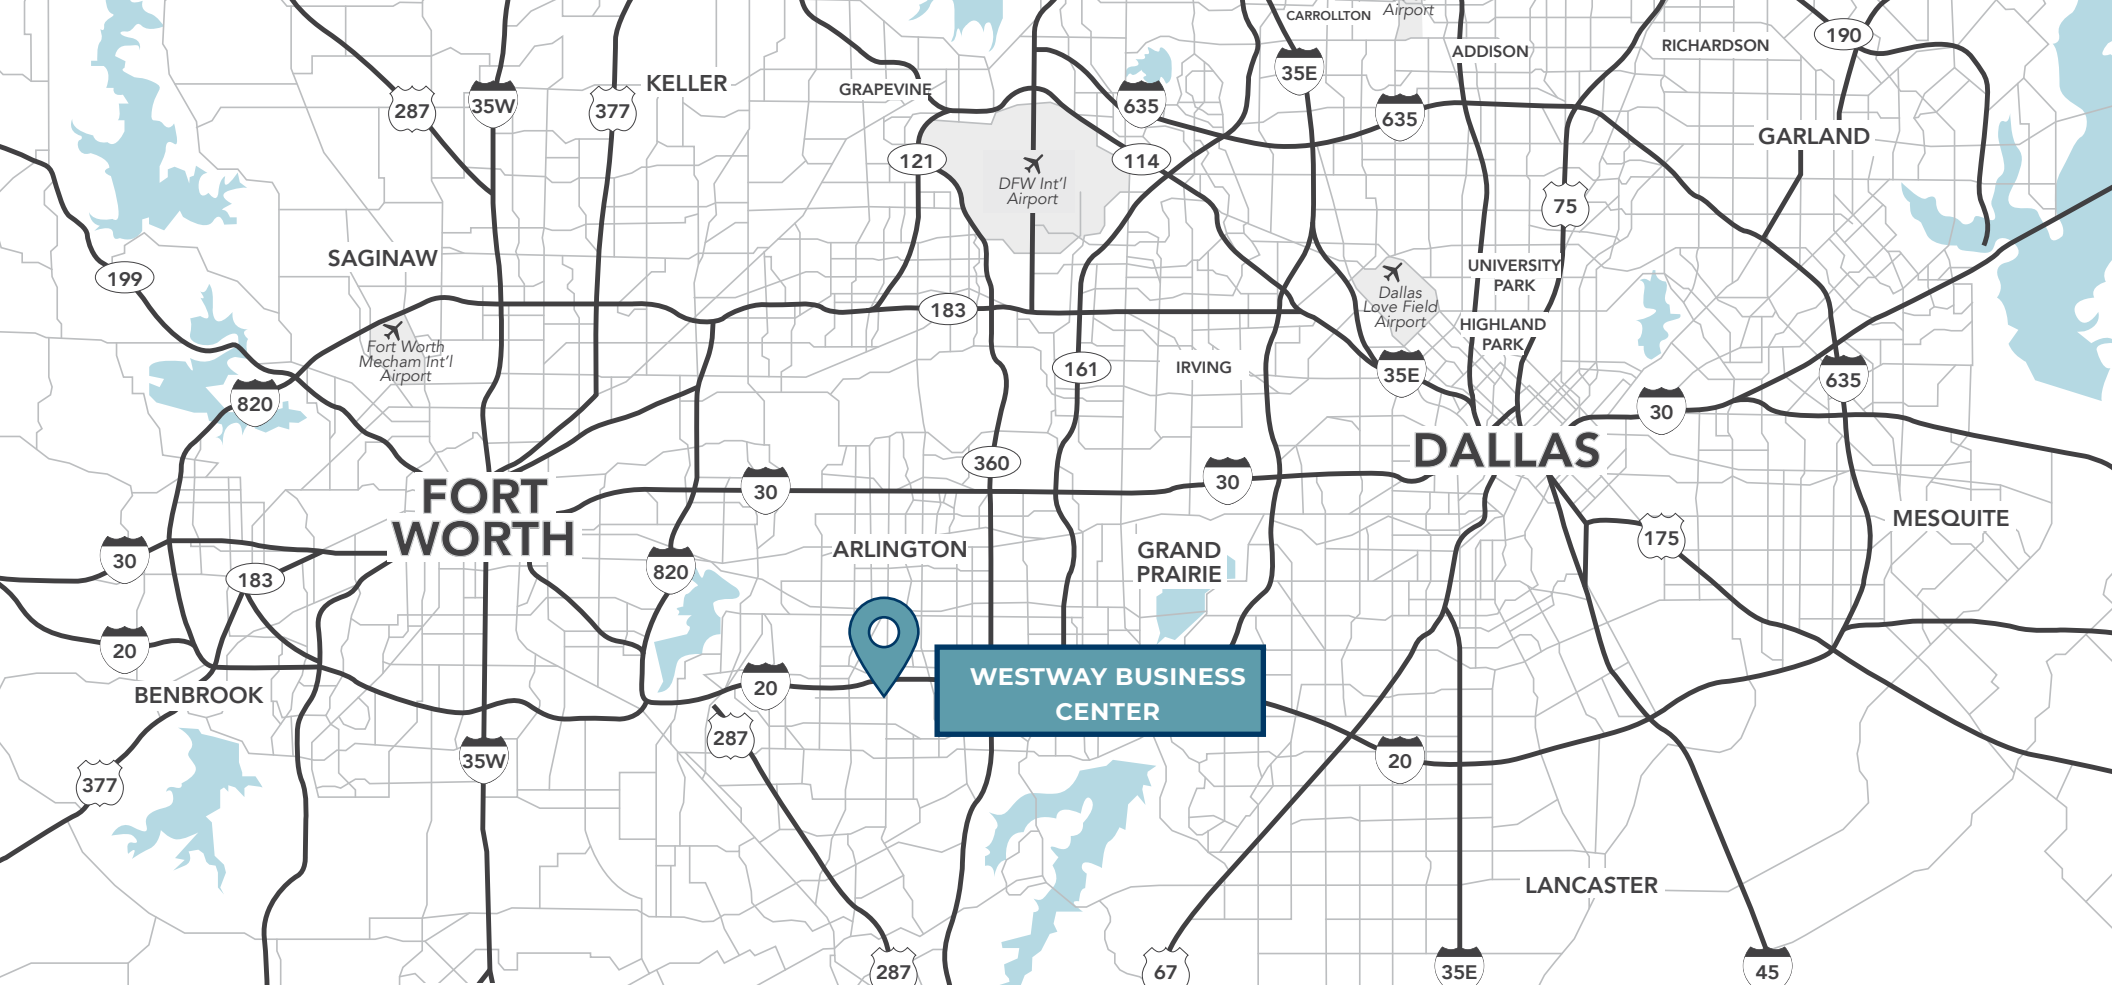 CARROLLTON
Airport
190
ADDISON
RICHARDSON
35E
KELLER
GRAPEVINE
287
35W
377
635
635
GARLAND
121
114
DFW Int'l
Airport
75
SAGINAW
199
UNIVERSITY
PARK
Dallas
Love Field
Airport
183
HIGHLAND
PARK
Fort Worth
Mecham Int'l
Airport
161
IRVING
35E
635
820
30
DALLAS
360
30
30
FORT
WORTH
MESQUITE
175
ARLINGTON
GRAND
PRAIRIE
30
183
820
20
WESTWAY BUSINESS
CENTER
20
BENBROOK
287
35W
20
377
LANCASTER
287
67
35E
45